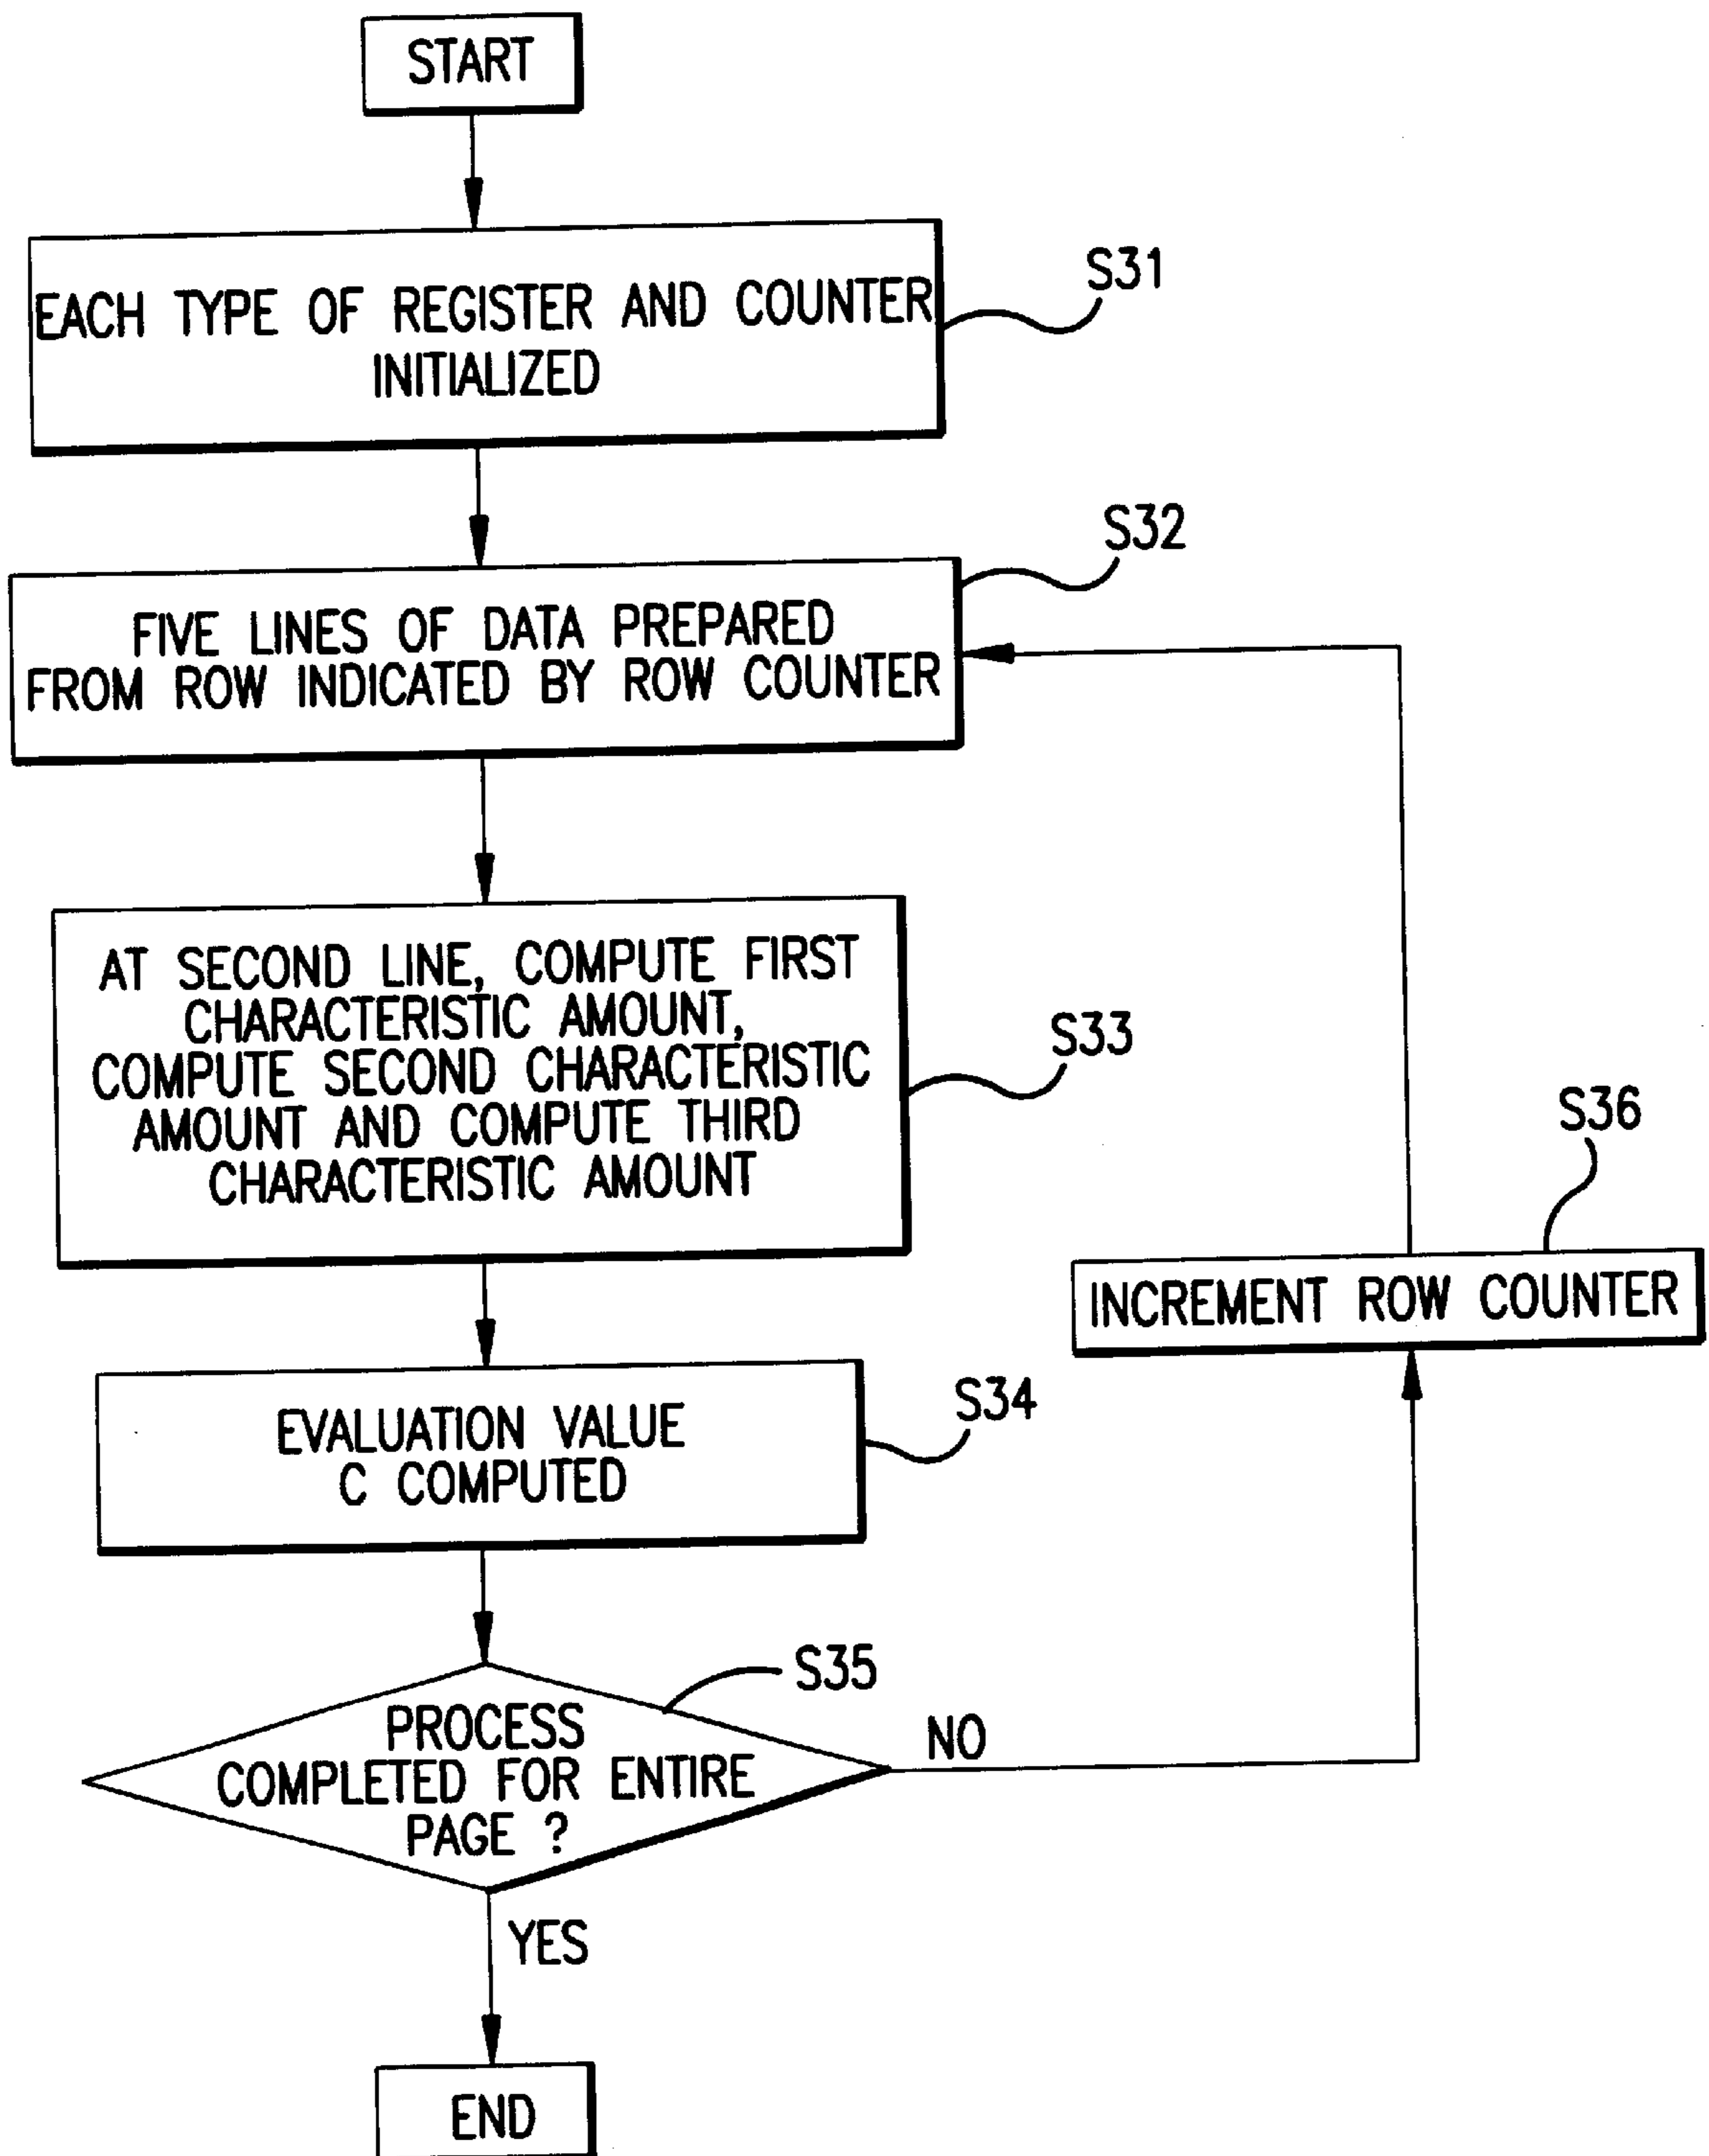 START
EACH TYPE OF REGISTER AND COUNTER
INITIALIZED
S31
S32
FIVE LINES OF DATA PREPARED
FROM ROW INDICATED BY ROW COUNTER
AT SECOND LINE, COMPUTE FIRST
CHARACTERISTIC AMOUNT,
COMPUTE SECOND CHARACTERISTIC
AMOUNT AND COMPUTE THIRD
CHARACTERISTIC AMOUNT
S33
S36
INCREMENT ROW COUNTER
EVALUATION VALUE
C COMPUTED
S34
S35
PROCESS
COMPLETED FOR ENTIRE
PAGE ?
NO
YES
END